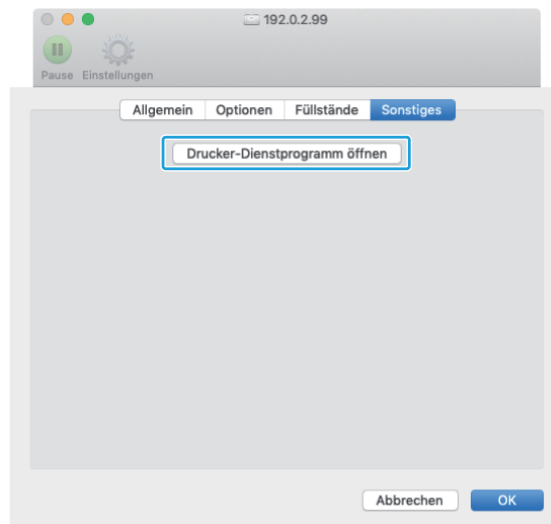 192.0.2.99
Pause Einstellungen
Allgemein Optionen Füllstände Sonstiges
Drucker-Dienstprogramm öffnen
Abbrechen OK